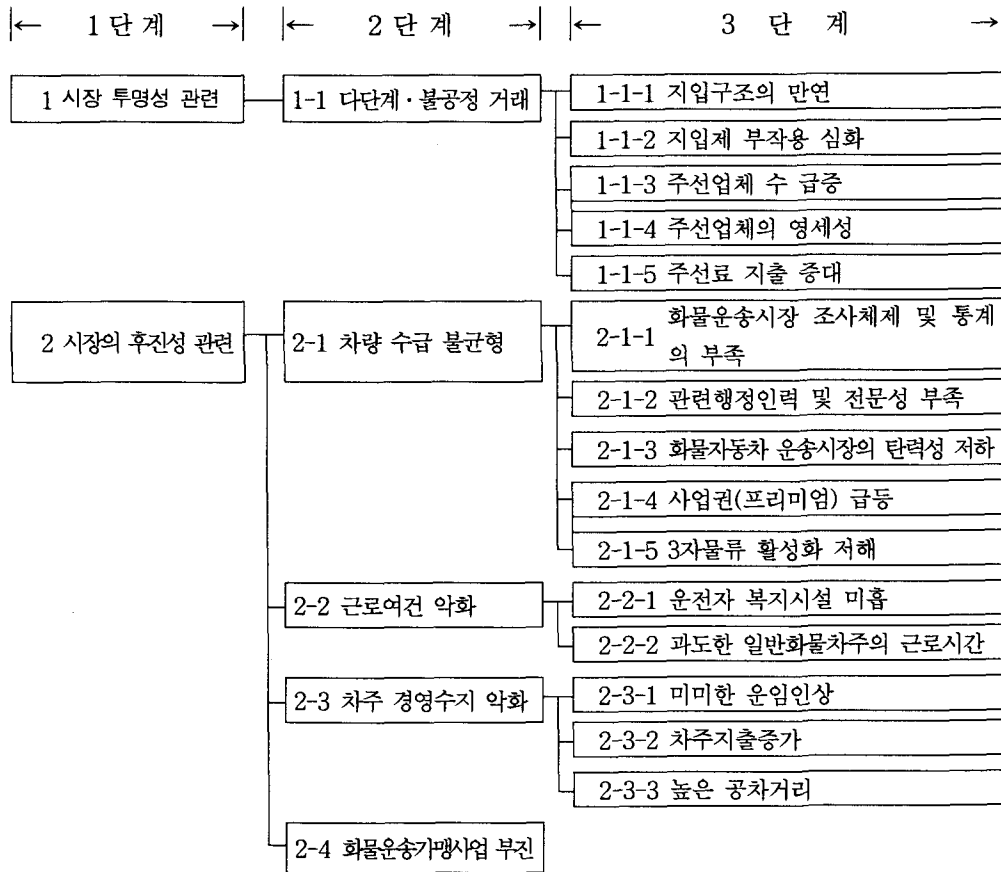 1단계
2단계
3 단 계
1 시장 투명성 관련
1-1 다단계·불공정 거래
1-1-1 지입구조의 만연
1-1-2 지입제 부작용 심화
1-1-3 주선업체 수 급증
1-1-4 주선업체의 영세성
1-1-5 주선료 지출 증대
2 시장의 후진성 관련
2-1 차량 수급 불균형
2-1-1 화물운송시장 조사체제 및 통계
의 부족
2-1-2 관련행정인력 및 전문성 부족
2-1-3 화물자동차 운송시장의 탄력성 저하
2-1-4 사업권(프리미엄) 급등
2-1-5 3자물류 활성화 저해
2-2 근로여건 악화
2-2-1 운전자 복지시설 미흡
2-2-2 과도한 일반화물차주의 근로시간
2-3 차주 경영수지 악화
2-3-1 미미한 운임인상
2-3-2 차주지출증가
2-3-3 높은 공차거리
2-4 화물운송가맹사업 부진